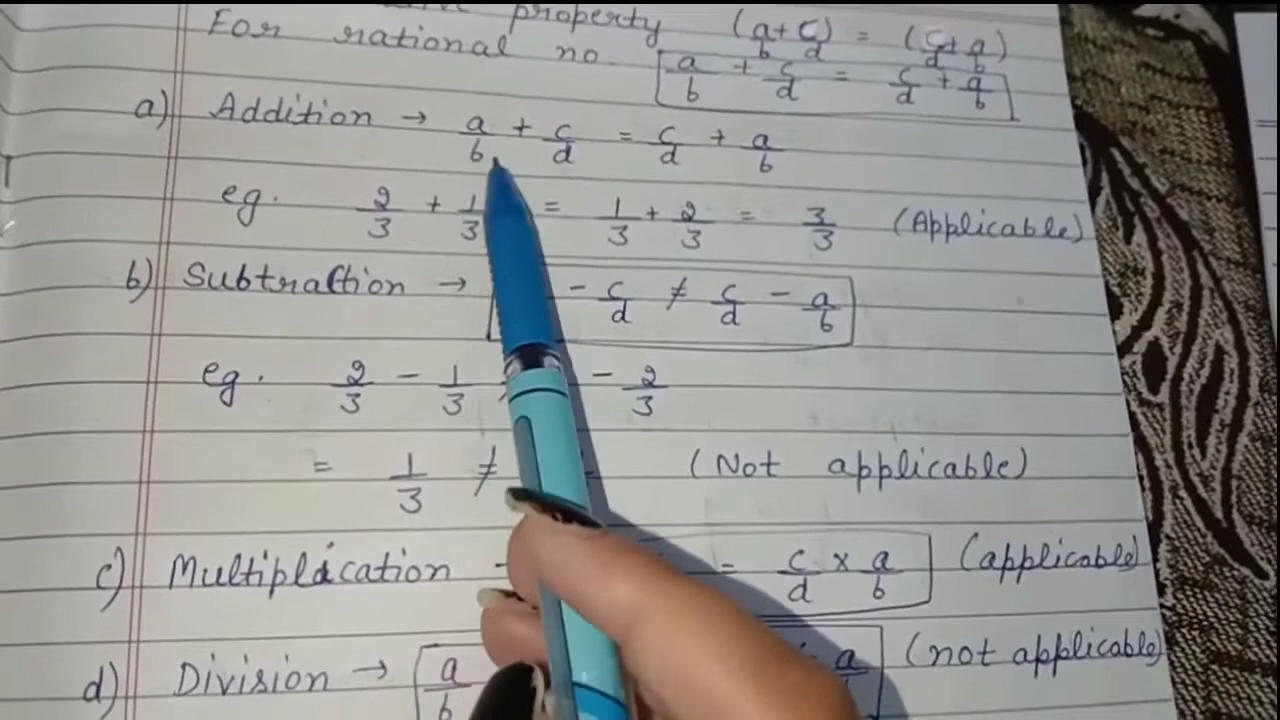 property (a/b + c/d) = (c/d + a/b)
For rational no. a/b + c/d = c/d + a/b
a) Addition → a/b + c/d = c/d + a/b
eg. 2/3 + 1/3 = 1/3 + 2/3 = 3/3 (Applicable)
b) Subtraction → - c/d ≠ c/d - a/b
eg. 2/3 - 1/3 - 2/3
= 1/3 ≠ (Not applicable)
c) Multiplication = c/d x a/b (applicable)
d) Division → a/b a (not applicable)